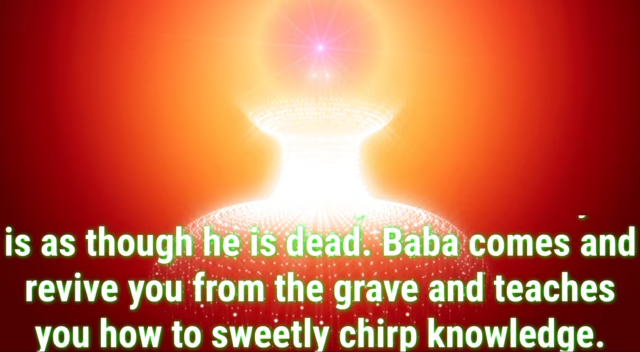 is as though he is dead. Baba comes and
revive you from the grave and teaches
you how to sweetly chirp knowledge.